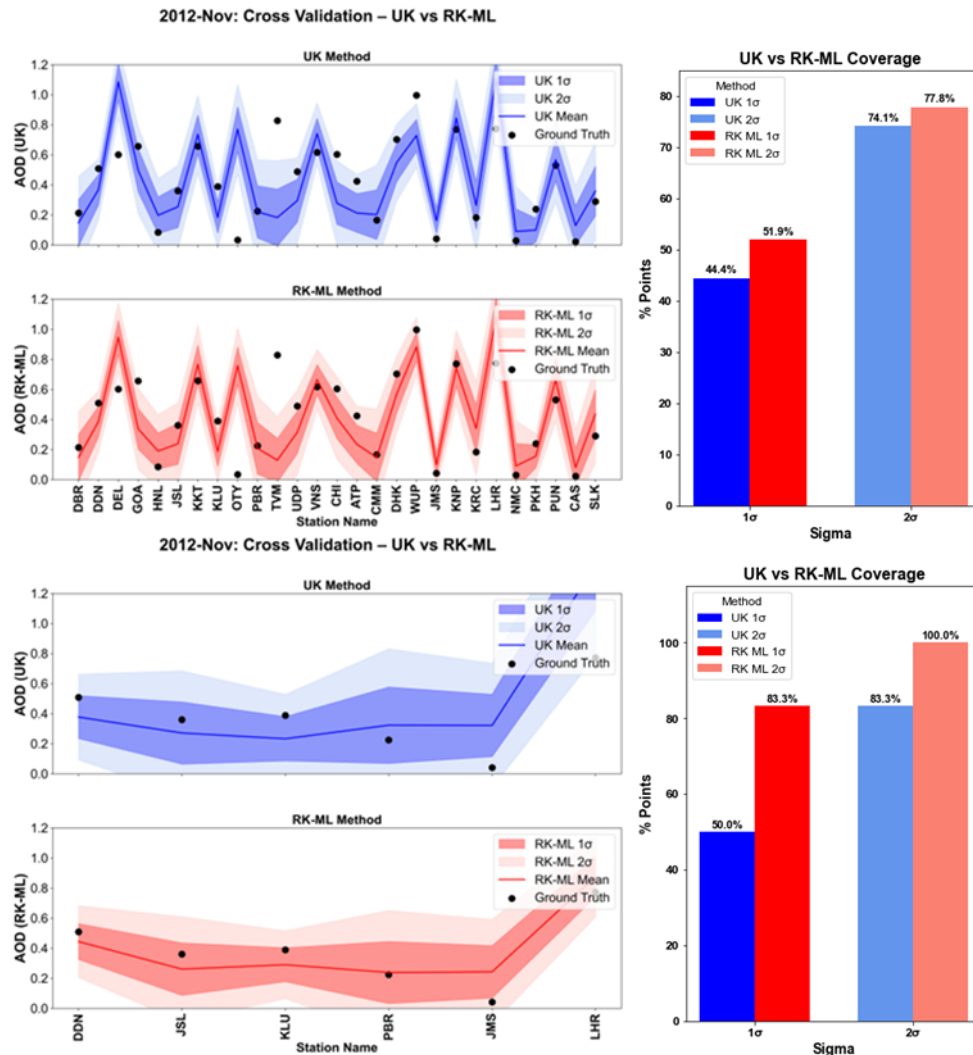 2012-Nov: Cross Validation – UK vs RK-ML
UK Method
AOD (UK)
1.2
1.0
0.8
0.6
0.4
0.2
0.0
UK 1σ
UK 2σ
UK Mean
Ground Truth
RK-ML Method
AOD (RK-ML)
1.2
1.0
0.8
0.6
0.4
0.2
0.0
RK-ML 1σ
RK-ML 2σ
RK-ML Mean
Ground Truth
DBR
DDN
DEL
GOA
HNL
JSL
KKT
KLU
OTY
PBR
TVM
UDP
VNS
CHI
ATP
CMM
DHK
WUP
JMS
KNP
KRC
LHR
NMC
PKH
PUN
CAS
SLK
Station Name
UK vs RK-ML Coverage
Method
UK 1σ
UK 2σ
RK ML 1σ
RK ML 2σ
% Points
80
70
60
50
40
30
20
10
0
44.4%
51.9%
74.1%
77.8%
1σ
2σ
Sigma
2012-Nov: Cross Validation – UK vs RK-ML
UK Method
AOD (UK)
1.2
1.0
0.8
0.6
0.4
0.2
0.0
UK 1σ
UK 2σ
UK Mean
Ground Truth
RK-ML Method
AOD (RK-ML)
1.2
1.0
0.8
0.6
0.4
0.2
0.0
RK-ML 1σ
RK-ML 2σ
RK-ML Mean
Ground Truth
DDN
JSL
KLU
PBR
JMS
LHR
Station Name
UK vs RK-ML Coverage
Method
UK 1σ
UK 2σ
RK ML 1σ
RK ML 2σ
% Points
100
80
60
40
20
0
50.0%
83.3%
83.3%
100.0%
1σ
2σ
Sigma